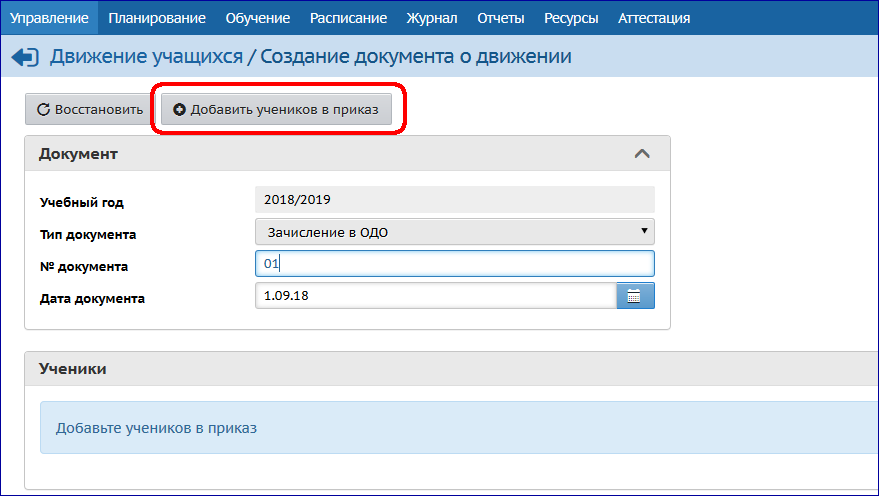 Управление Планирование Обучение Расписание Журнал Отчеты Ресурсы Аттестация
Движение учащихся / Создание документа о движении
Восстановить Добавить учеников в приказ
Документ
Учебный год 2018/2019
Тип документа Зачисление в ОДО
№ документа 01
Дата документа 1.09.18
Ученики
Добавьте учеников в приказ